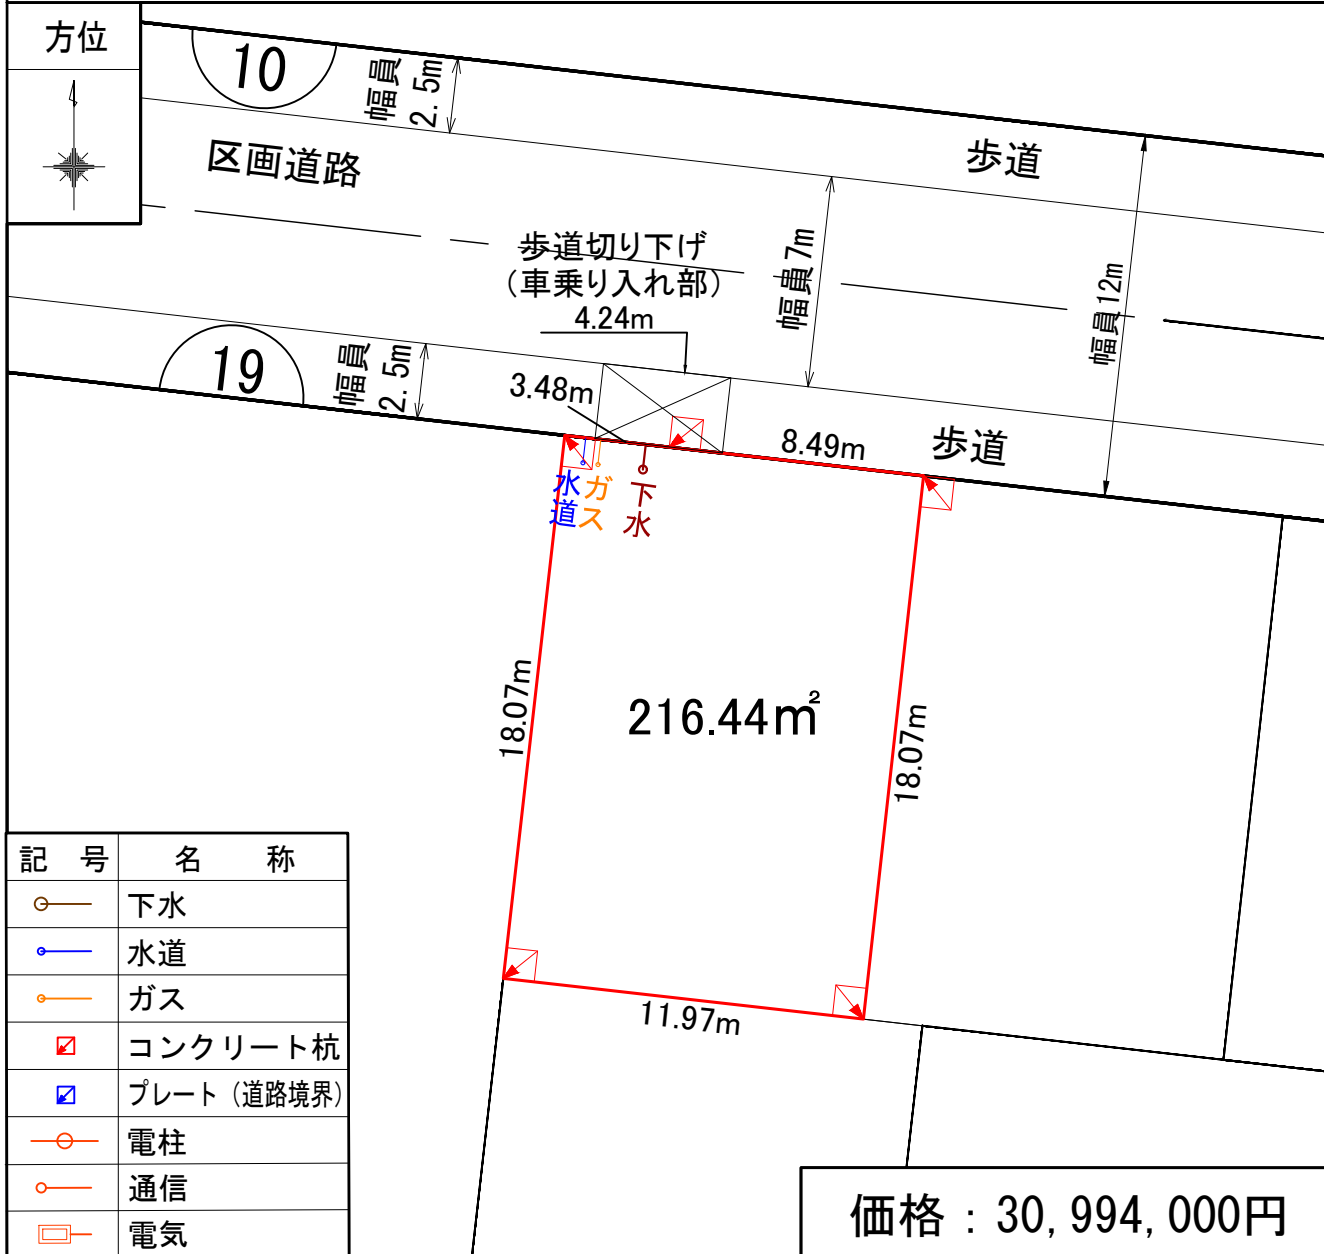 方位
10
幅員
2.5m
区画道路
歩道
歩道切り下げ
(車乗り入れ部)
4.24m
幅員7m
幅員12m
19
幅員
2.5m
3.48m
8.49m
歩道
水道
ガス
下水
18.07m
216.44㎡
18.07m
11.97m
記 号 名 称
下水
水道
ガス
コンクリート杭
プレート(道路境界)
電柱
通信
電気
価格:30,994,000円